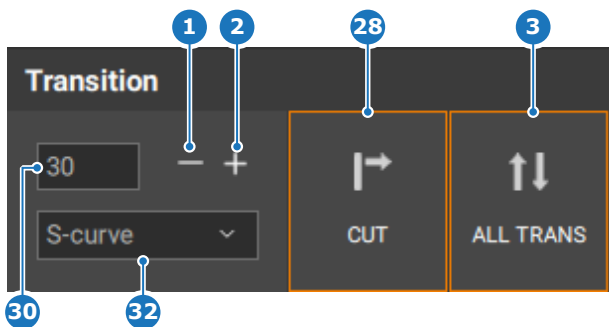 1 2 28 3
Transition
30
S-curve
CUT
ALL TRANS
30 32